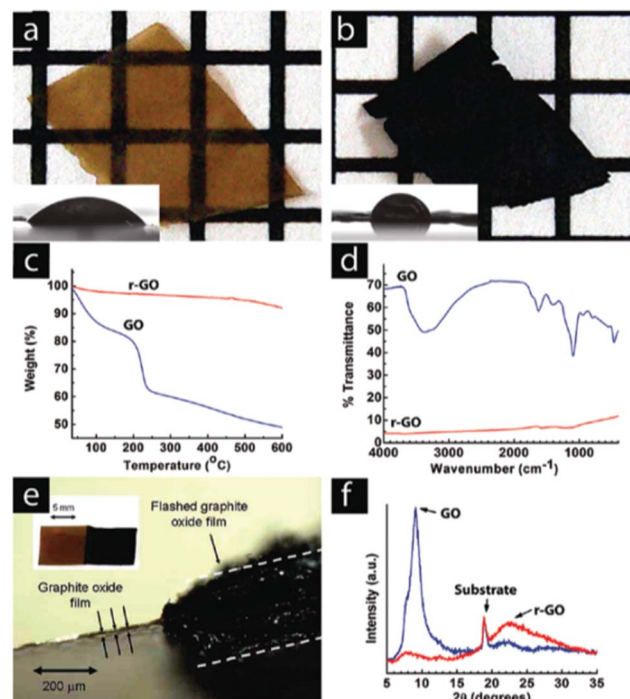 a
b
c
100
90
80
70
60
50
r-GO
GO
Weight (%)
100 200 300 400 500 600
Temperature (°C)
d
GO
70
60
50
40
30
20
10
0
r-GO
% Transmittance
4000 3000 2000 1000
Wavenumber (cm⁻¹)
e
5 mm
Flashed graphite
oxide film
Graphite oxide
film
200 µm
f
GO
Substrate
r-GO
Intensity (a.u.)
5 10 15 20 25 30 35
2θ (degrees)